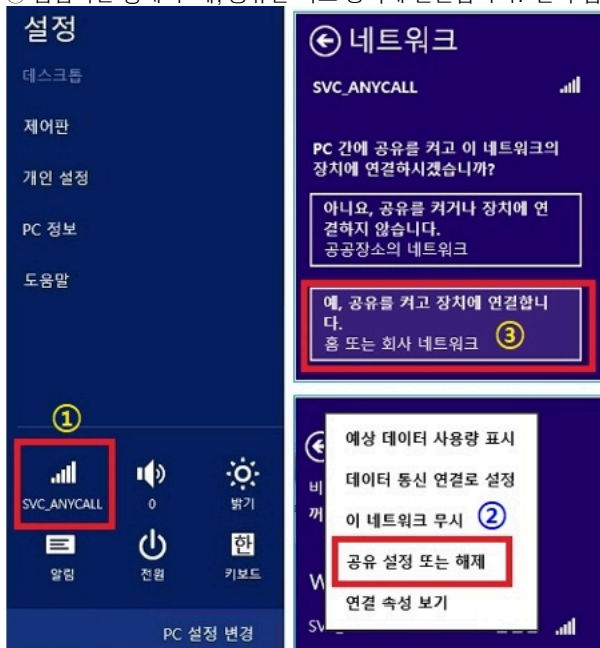 설정
데스크톱
제어판
개인 설정
PC 정보
도움말
①
SVC_ANYCALL
0
밝기
알림
전원
한
키보드
PC 설정 변경
네트워크
SVC_ANYCALL
PC 간에 공유를 켜고 이 네트워크의
장치에 연결하시겠습니까?
아니요, 공유를 켜거나 장치에 연
결하지 않습니다.
공공장소의 네트워크
예, 공유를 켜고 장치에 연결합니
다.
홈 또는 회사 네트워크 ③
예상 데이터 사용량 표시
데이터 통신 연결로 설정
이 네트워크 무시 ②
공유 설정 또는 해제
연결 속성 보기